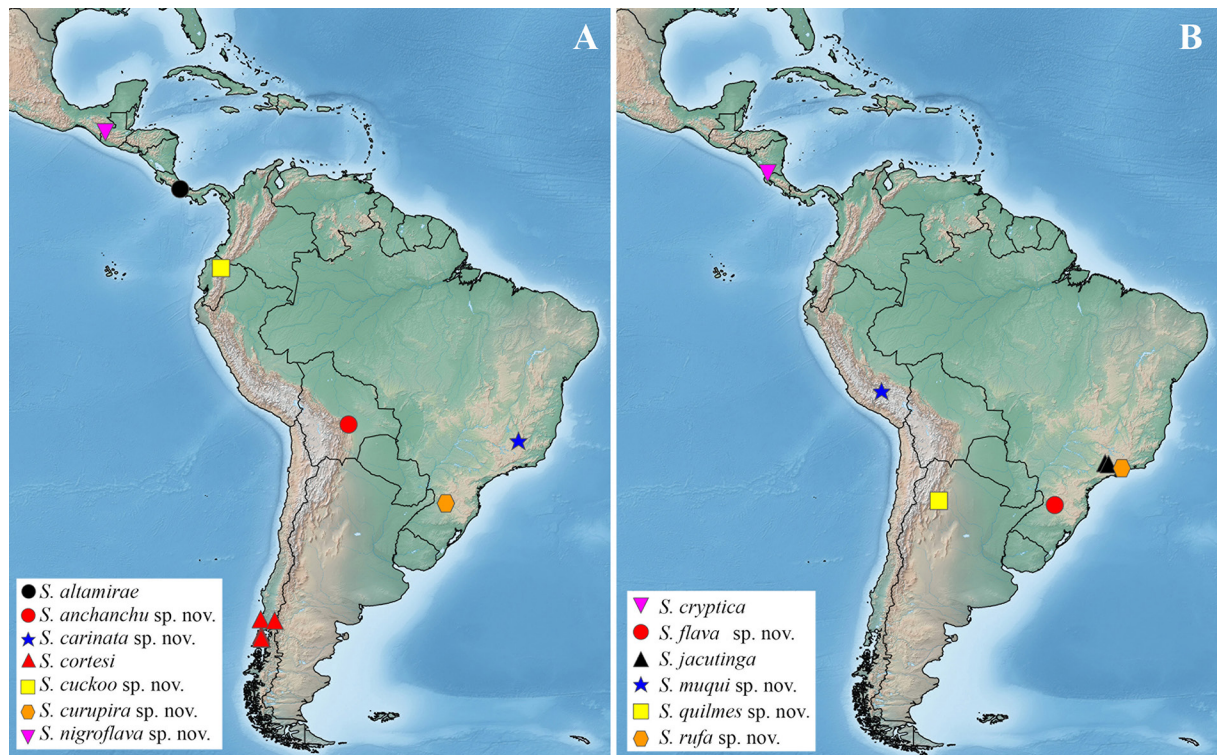 A
S. altamirae
S. anchanchu sp. nov.
S. carinata sp. nov.
S. cortesi
S. cuckoo sp. nov.
S. curupira sp. nov.
S. nigroflava sp. nov.
B
S. cryptica
S. flava sp. nov.
S. jacutinga
S. muqui sp. nov.
S. quilmes sp. nov.
S. rufa sp. nov.